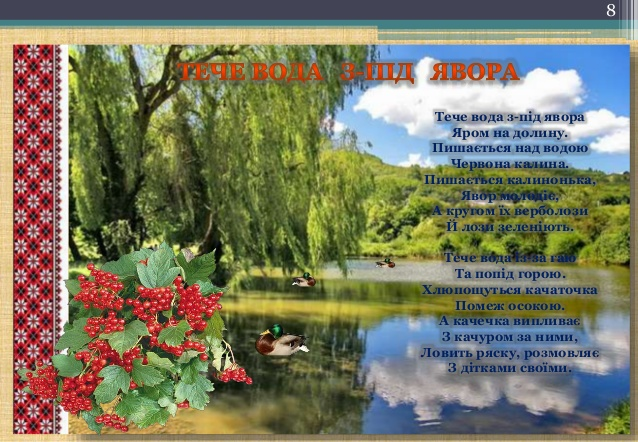 8
ТЕЧЕ ВОДА З-ПІД ЯВОРА
Тече вода з-під явора
Яром на долину.
Пишається над водою
Червона калина.
Пишається калинонька,
Явор молодіє,
А кругом їх верболози
Й лози зеленіють.
Тече вода із-за гаю
Та попід горою.
Хлюпощуться качаточка
Помеж осокою.
А качечка випливає
З качуром за ними,
Ловить ряску, розмовляє
З дітками своїми.